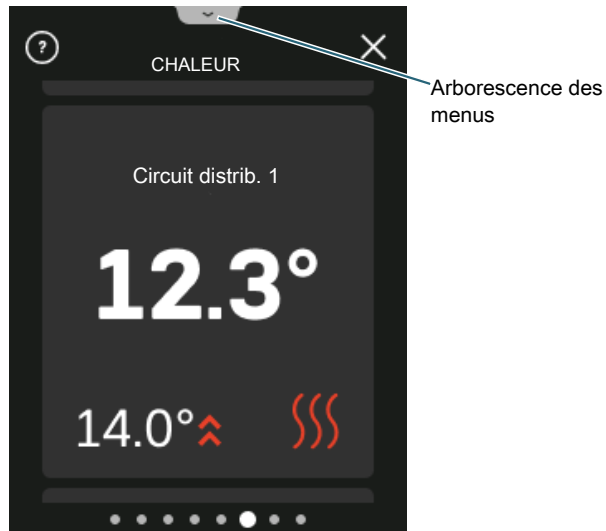 ?
CHALEUR
Arborescence des
menus
Circuit distrib. 1
12.3°
14.0°